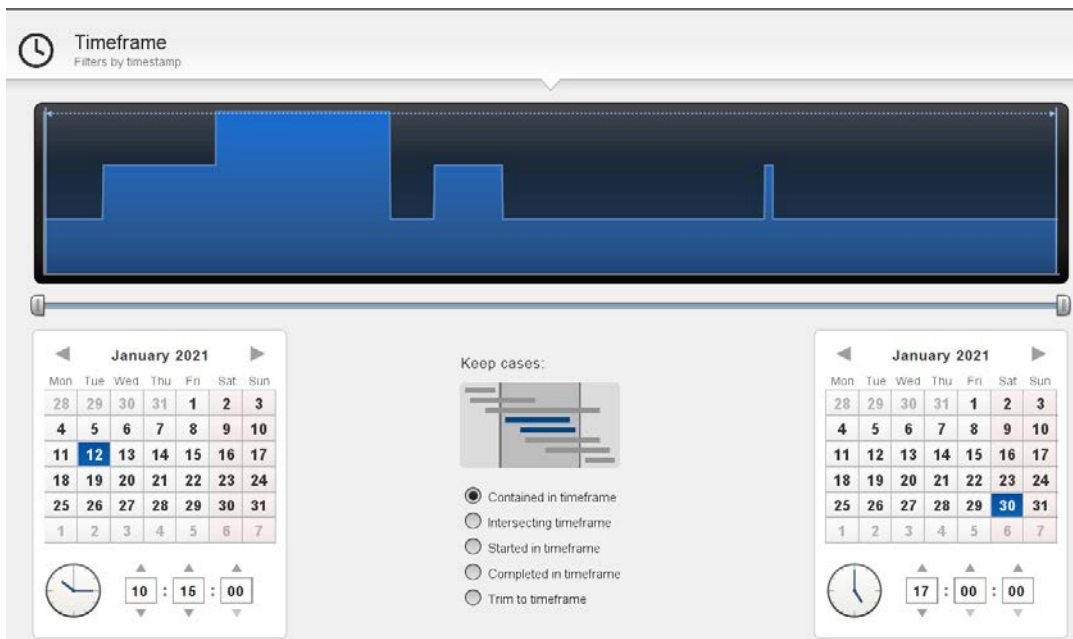 Timeframe
Filters by timestamp
January 2021
Mon Tue Wed Thu Fri Sat Sun
28 29 30 31 1 2 3
4 5 6 7 8 9 10
11 12 13 14 15 16 17
18 19 20 21 22 23 24
25 26 27 28 29 30 31
1 2 3 4 5 6 7
10 : 15 : 00
Keep cases:
Contained in timeframe
Intersecting timeframe
Started in timeframe
Completed in timeframe
Trim to timeframe
January 2021
Mon Tue Wed Thu Fri Sat Sun
28 29 30 31 1 2 3
4 5 6 7 8 9 10
11 12 13 14 15 16 17
18 19 20 21 22 23 24
25 26 27 28 29 30 31
1 2 3 4 5 6 7
17 : 00 : 00